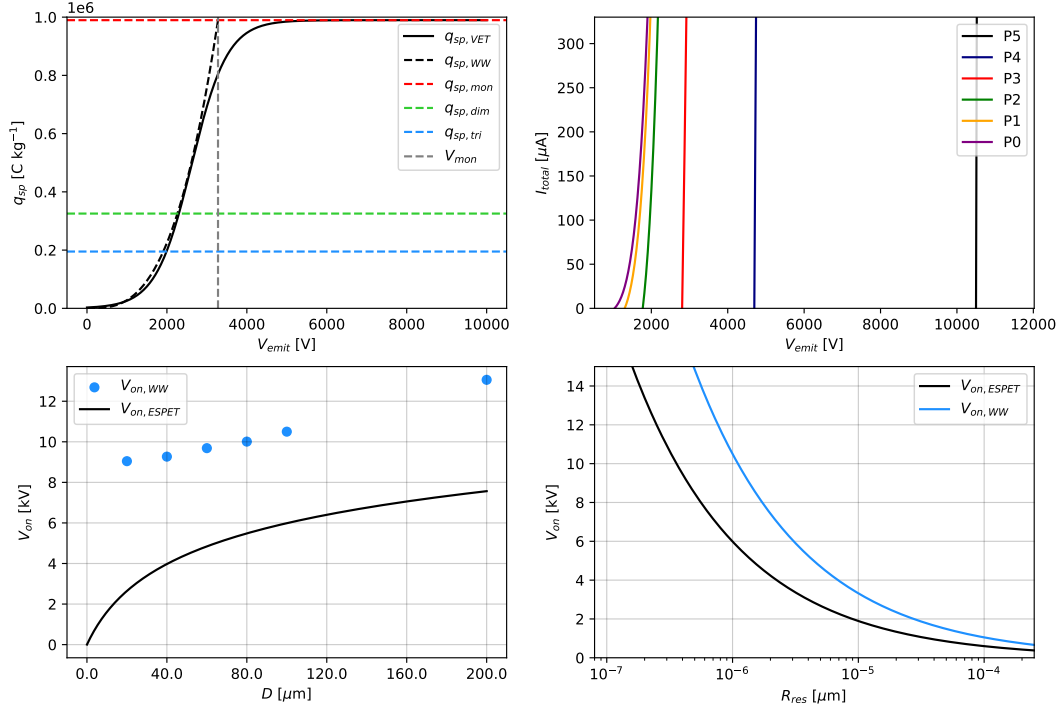 1e6
1.0
0.8
0.6
0.4
0.2
0.0
q_sp [C kg⁻¹]
q_sp,VET
q_sp,WW
q_sp,mon
q_sp,dim
q_sp,tri
V_mon
0 2000 4000 6000 8000 10000
V_emit [V]
300
250
200
150
100
50
0
I_total [μA]
P5
P4
P3
P2
P1
P0
2000 4000 6000 8000 10000 12000
V_emit [V]
12
10
8
6
4
2
0
V_on [kV]
V_on,WW
V_on,ESPET
0.0 40.0 80.0 120.0 160.0 200.0
D [μm]
14
12
10
8
6
4
2
0
V_on [kV]
V_on,ESPET
V_on,WW
10⁻⁷ 10⁻⁶ 10⁻⁵ 10⁻⁴
R_res [μm]